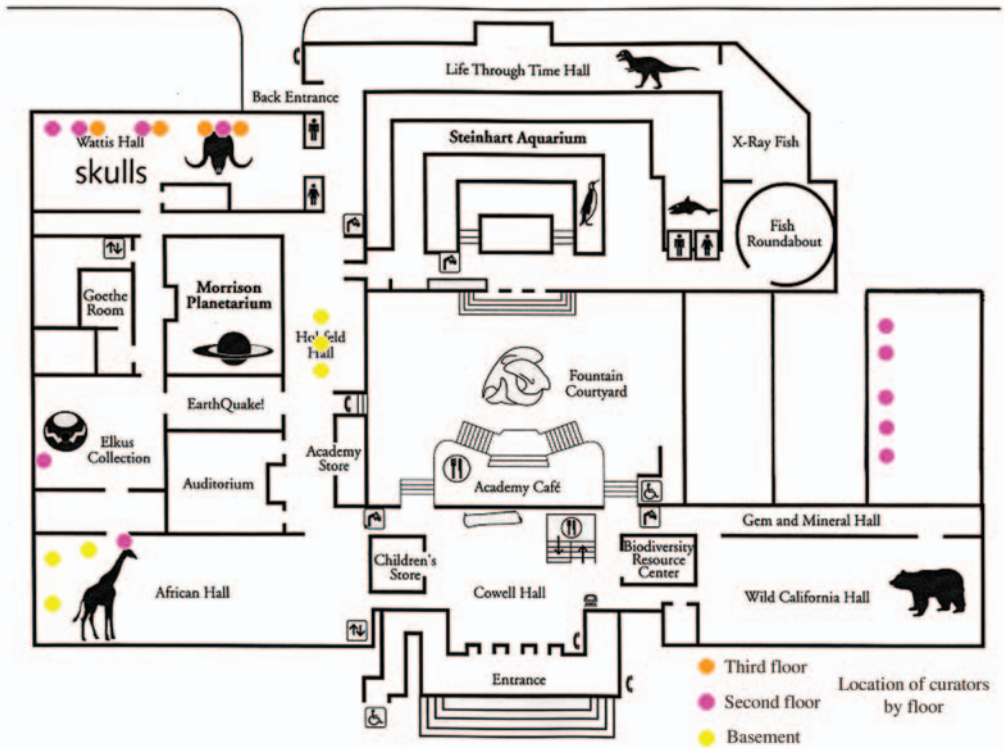 Life Through Time Hall
Back Entrance
Wattis Hall
skulls
Steinhart Aquarium
X-Ray Fish
Fish
Roundabout
Goethe
Room
Morrison
Planetarium
Hall
Fountain
Courtyard
EarthQuake!
Elkus
Collection
Academy
Store
Auditorium
Academy Café
Gem and Mineral Hall
Children's
Store
Biodiversity
Resource
Center
African Hall
Cowell Hall
Wild California Hall
Entrance
Third floor
Second floor
Basement
Location of curators
by floor